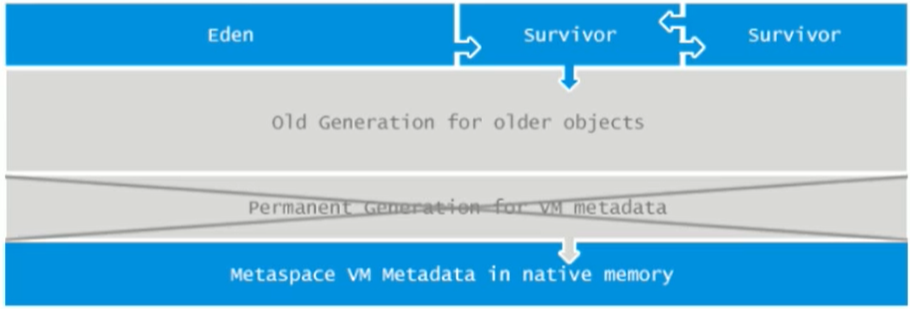 Eden
Survivor
Survivor
Old Generation for older objects
Permanent Generation for VM metadata
Metaspace VM Metadata in native memory